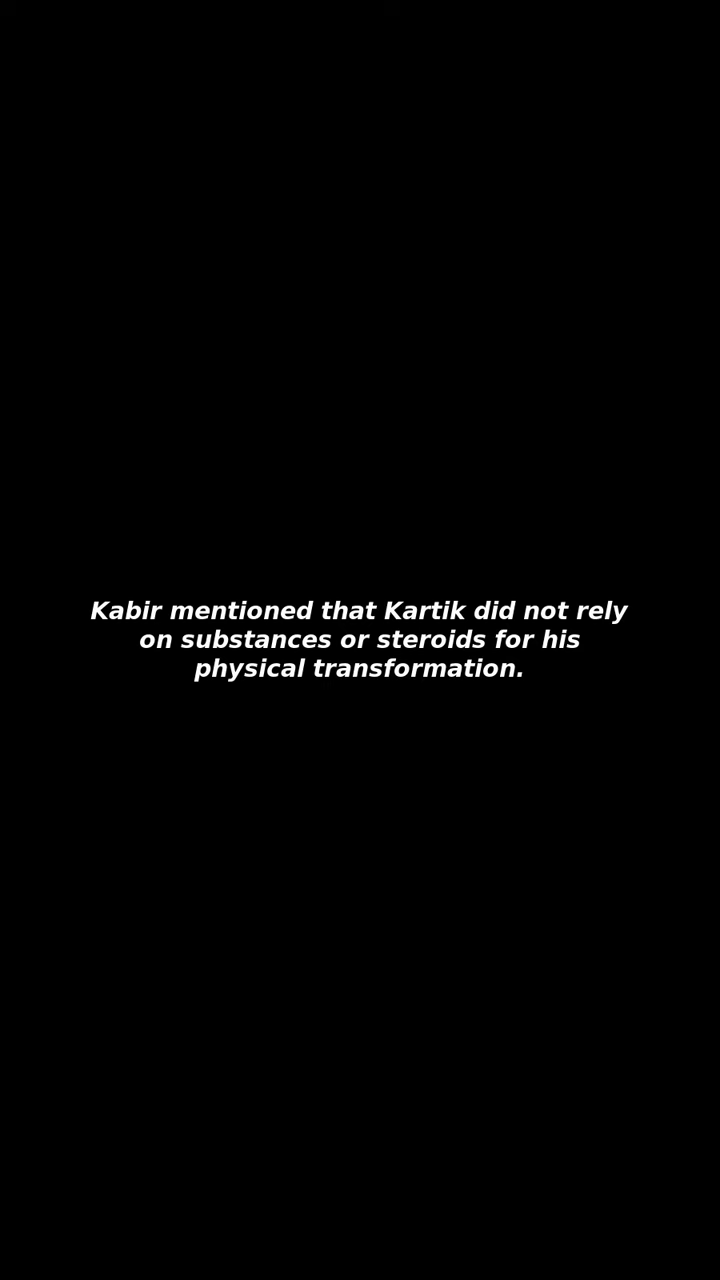 Kabir mentioned that Kartik did not rely
on substances or steroids for his
physical transformation.